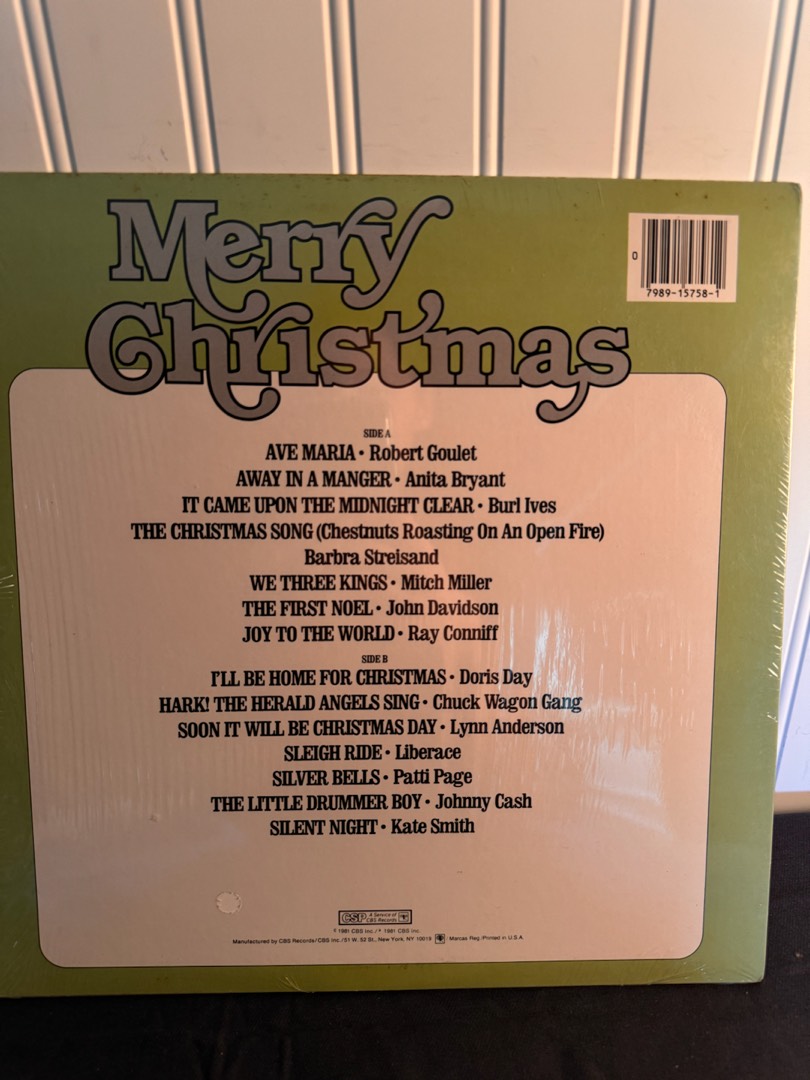 Merry
Christmas
0
7989-15758-1
SIDE A
AVE MARIA • Robert Goulet
AWAY IN A MANGER • Anita Bryant
IT CAME UPON THE MIDNIGHT CLEAR • Burl Ives
THE CHRISTMAS SONG (Chestnuts Roasting On An Open Fire)
Barbra Streisand
WE THREE KINGS • Mitch Miller
THE FIRST NOEL • John Davidson
JOY TO THE WORLD • Ray Conniff
SIDE B
I'LL BE HOME FOR CHRISTMAS • Doris Day
HARK! THE HERALD ANGELS SING • Chuck Wagon Gang
SOON IT WILL BE CHRISTMAS DAY • Lynn Anderson
SLEIGH RIDE • Liberace
SILVER BELLS • Patti Page
THE LITTLE DRUMMER BOY • Johnny Cash
SILENT NIGHT • Kate Smith
CSP A Service of
CBS Records
© 1981 CBS Inc./℗ 1981 CBS Inc.
Manufactured by CBS Records/CBS Inc./51 W. 52 St., New York, NY 10019 Marcas Reg. Printed in U.S.A.